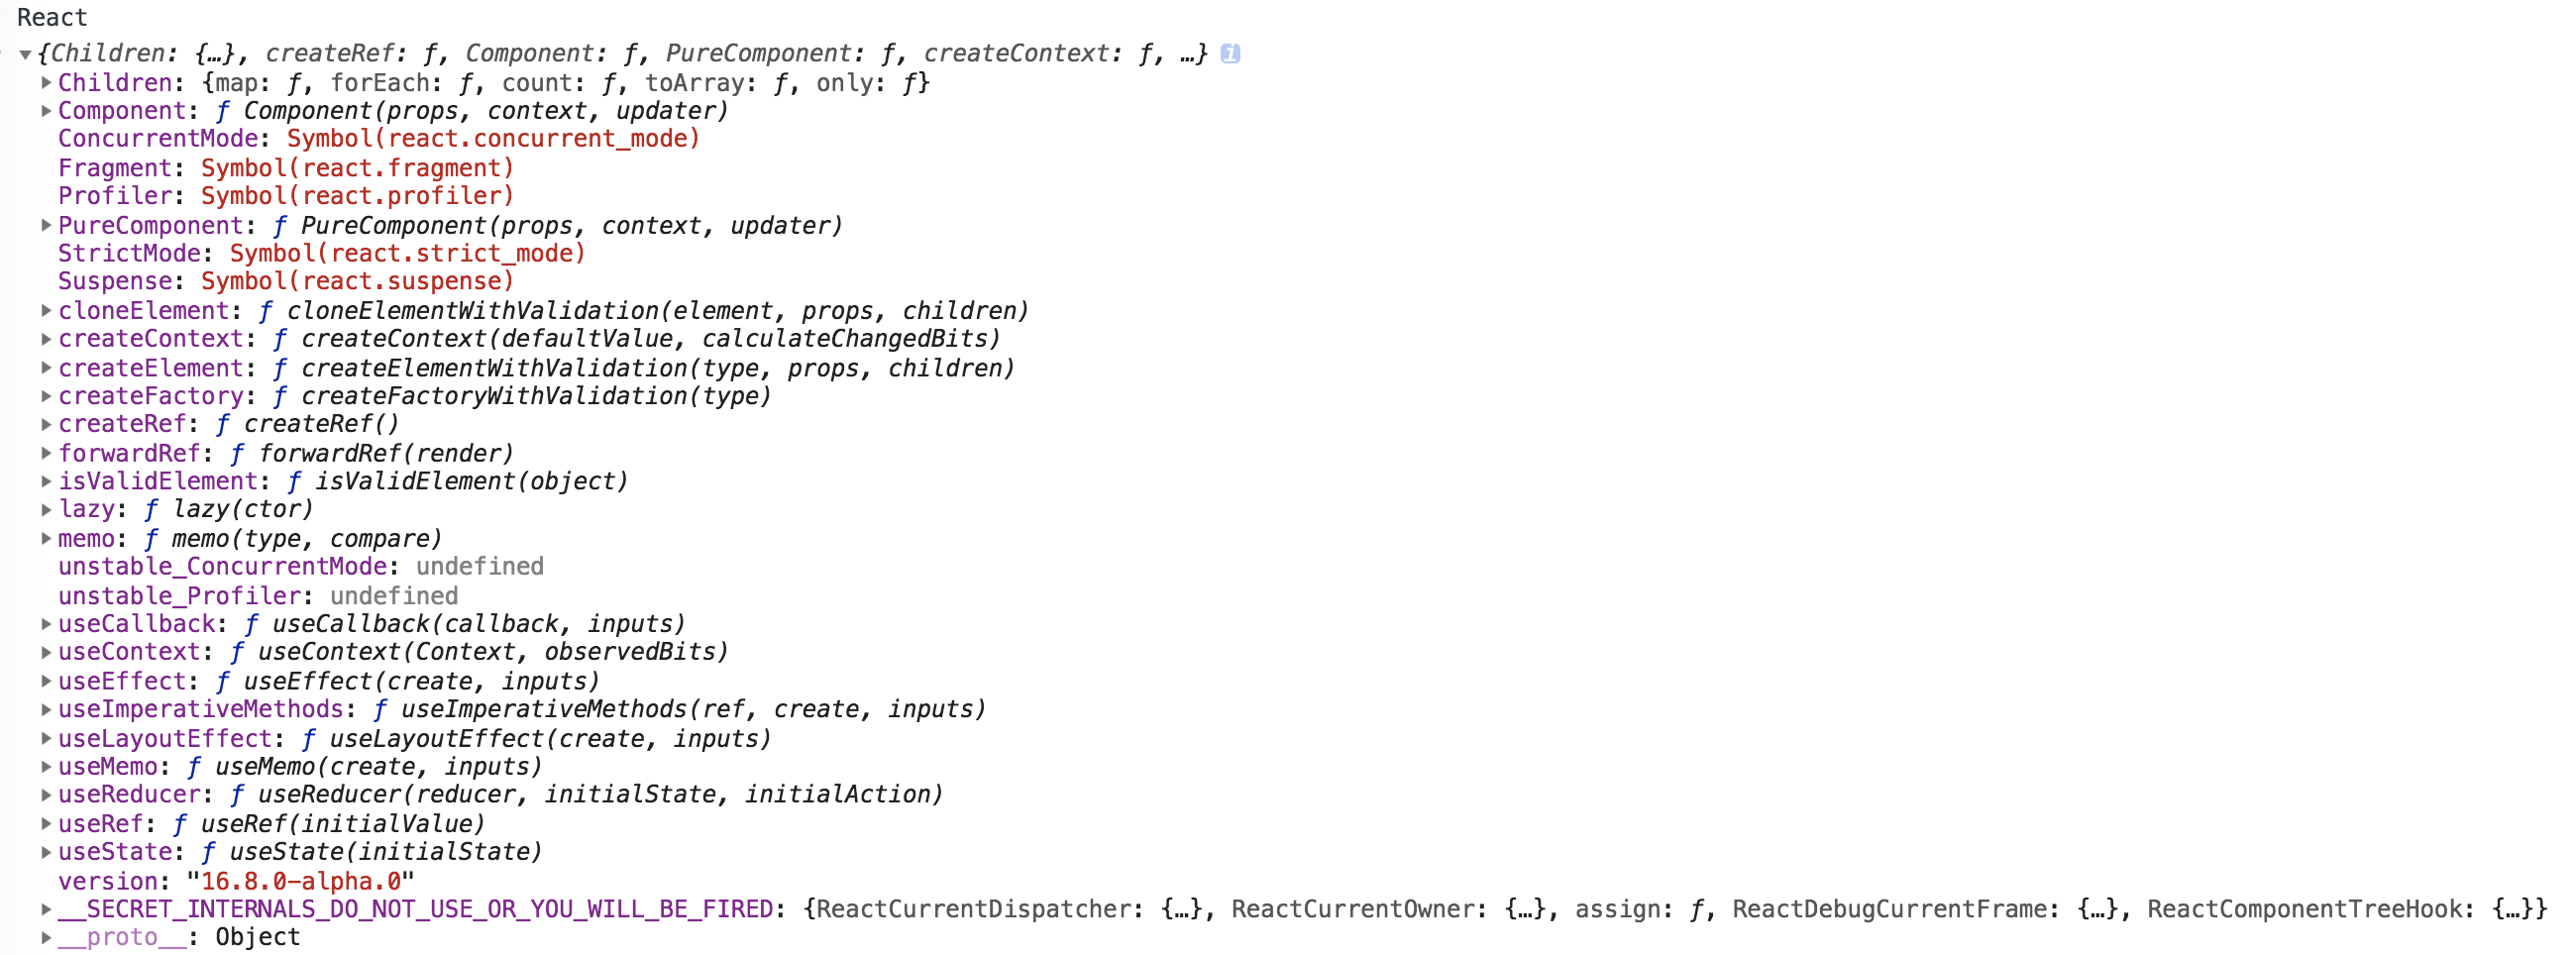 React
▼{Children: {…}, createRef: ƒ, Component: ƒ, PureComponent: ƒ, createContext: ƒ, …} i
▶Children: {map: ƒ, forEach: ƒ, count: ƒ, toArray: ƒ, only: ƒ}
▶Component: ƒ Component(props, context, updater)
ConcurrentMode: Symbol(react.concurrent_mode)
Fragment: Symbol(react.fragment)
Profiler: Symbol(react.profiler)
▶PureComponent: ƒ PureComponent(props, context, updater)
StrictMode: Symbol(react.strict_mode)
Suspense: Symbol(react.suspense)
▶cloneElement: ƒ cloneElementWithValidation(element, props, children)
▶createContext: ƒ createContext(defaultValue, calculateChangedBits)
▶createElement: ƒ createElementWithValidation(type, props, children)
▶createFactory: ƒ createFactoryWithValidation(type)
▶createRef: ƒ createRef()
▶forwardRef: ƒ forwardRef(render)
▶isValidElement: ƒ isValidElement(object)
▶lazy: ƒ lazy(ctor)
▶memo: ƒ memo(type, compare)
unstable_ConcurrentMode: undefined
unstable_Profiler: undefined
▶useCallback: ƒ useCallback(callback, inputs)
▶useContext: ƒ useContext(Context, observedBits)
▶useEffect: ƒ useEffect(create, inputs)
▶useImperativeMethods: ƒ useImperativeMethods(ref, create, inputs)
▶useLayoutEffect: ƒ useLayoutEffect(create, inputs)
▶useMemo: ƒ useMemo(create, inputs)
▶useReducer: ƒ useReducer(reducer, initialState, initialAction)
▶useRef: ƒ useRef(initialValue)
▶useState: ƒ useState(initialState)
version: "16.8.0-alpha.0"
▶__SECRET_INTERNALS_DO_NOT_USE_OR_YOU_WILL_BE_FIRED: {ReactCurrentDispatcher: {…}, ReactCurrentOwner: {…}, assign: ƒ, ReactDebugCurrentFrame: {…}, ReactComponentTreeHook: {…}}
▶__proto__: Object